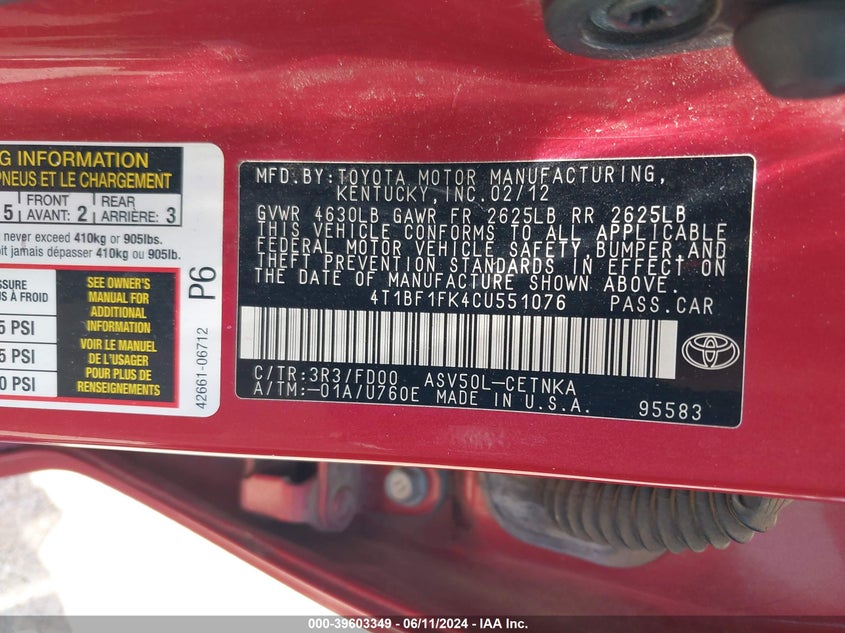 G INFORMATION
PNEUS ET LE CHARGEMENT
5 FRONT AVANT: 2 REAR ARRIÈRE: 3
never exceed 410kg or 905lbs.
it jamais dépasser 410kg ou 905lb.
SSURE
S À FROID
5 PSI
5 PSI
0 PSI
SEE OWNER'S
MANUAL FOR
ADDITIONAL
INFORMATION
VOIR LE MANUEL
DE L'USAGER
POUR PLUS DE
RENSEIGNEMENTS
P6
42661-06712
MFD.BY:TOYOTA MOTOR MANUFACTURING,
KENTUCKY,INC.02/12
GVWR 4630LB GAWR FR 2625LB RR 2625LB
THIS VEHICLE CONFORMS TO ALL APPLICABLE
FEDERAL MOTOR VEHICLE SAFETY,BUMPER,AND
THEFT PREVENTION STANDARDS IN EFFECT ON
THE DATE OF MANUFACTURE SHOWN ABOVE.
4T1BF1FK4CU551076 PASS.CAR
C/TR:3R3/FD00 ASV50L-CETNKA
A/TM:-01A/U760E MADE IN U.S.A. 95583
TOYOTA
000-39603349 - 06/11/2024 - IAA Inc.